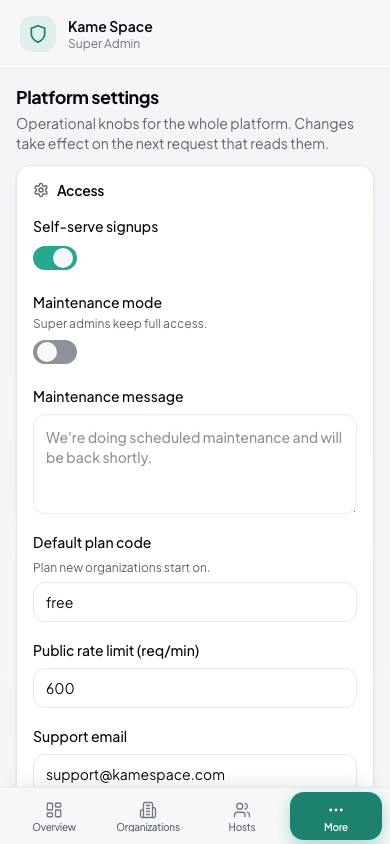 Kame Space
Super Admin
Platform settings
Operational knobs for the whole platform. Changes
take effect on the next request that reads them.
Access
Self-serve signups
Maintenance mode
Super admins keep full access.
Maintenance message
We're doing scheduled maintenance and will
be back shortly.
Default plan code
Plan new organizations start on.
free
Public rate limit (req/min)
600
Support email
support@kamespace.com
Overview
Organizations
Hosts
More